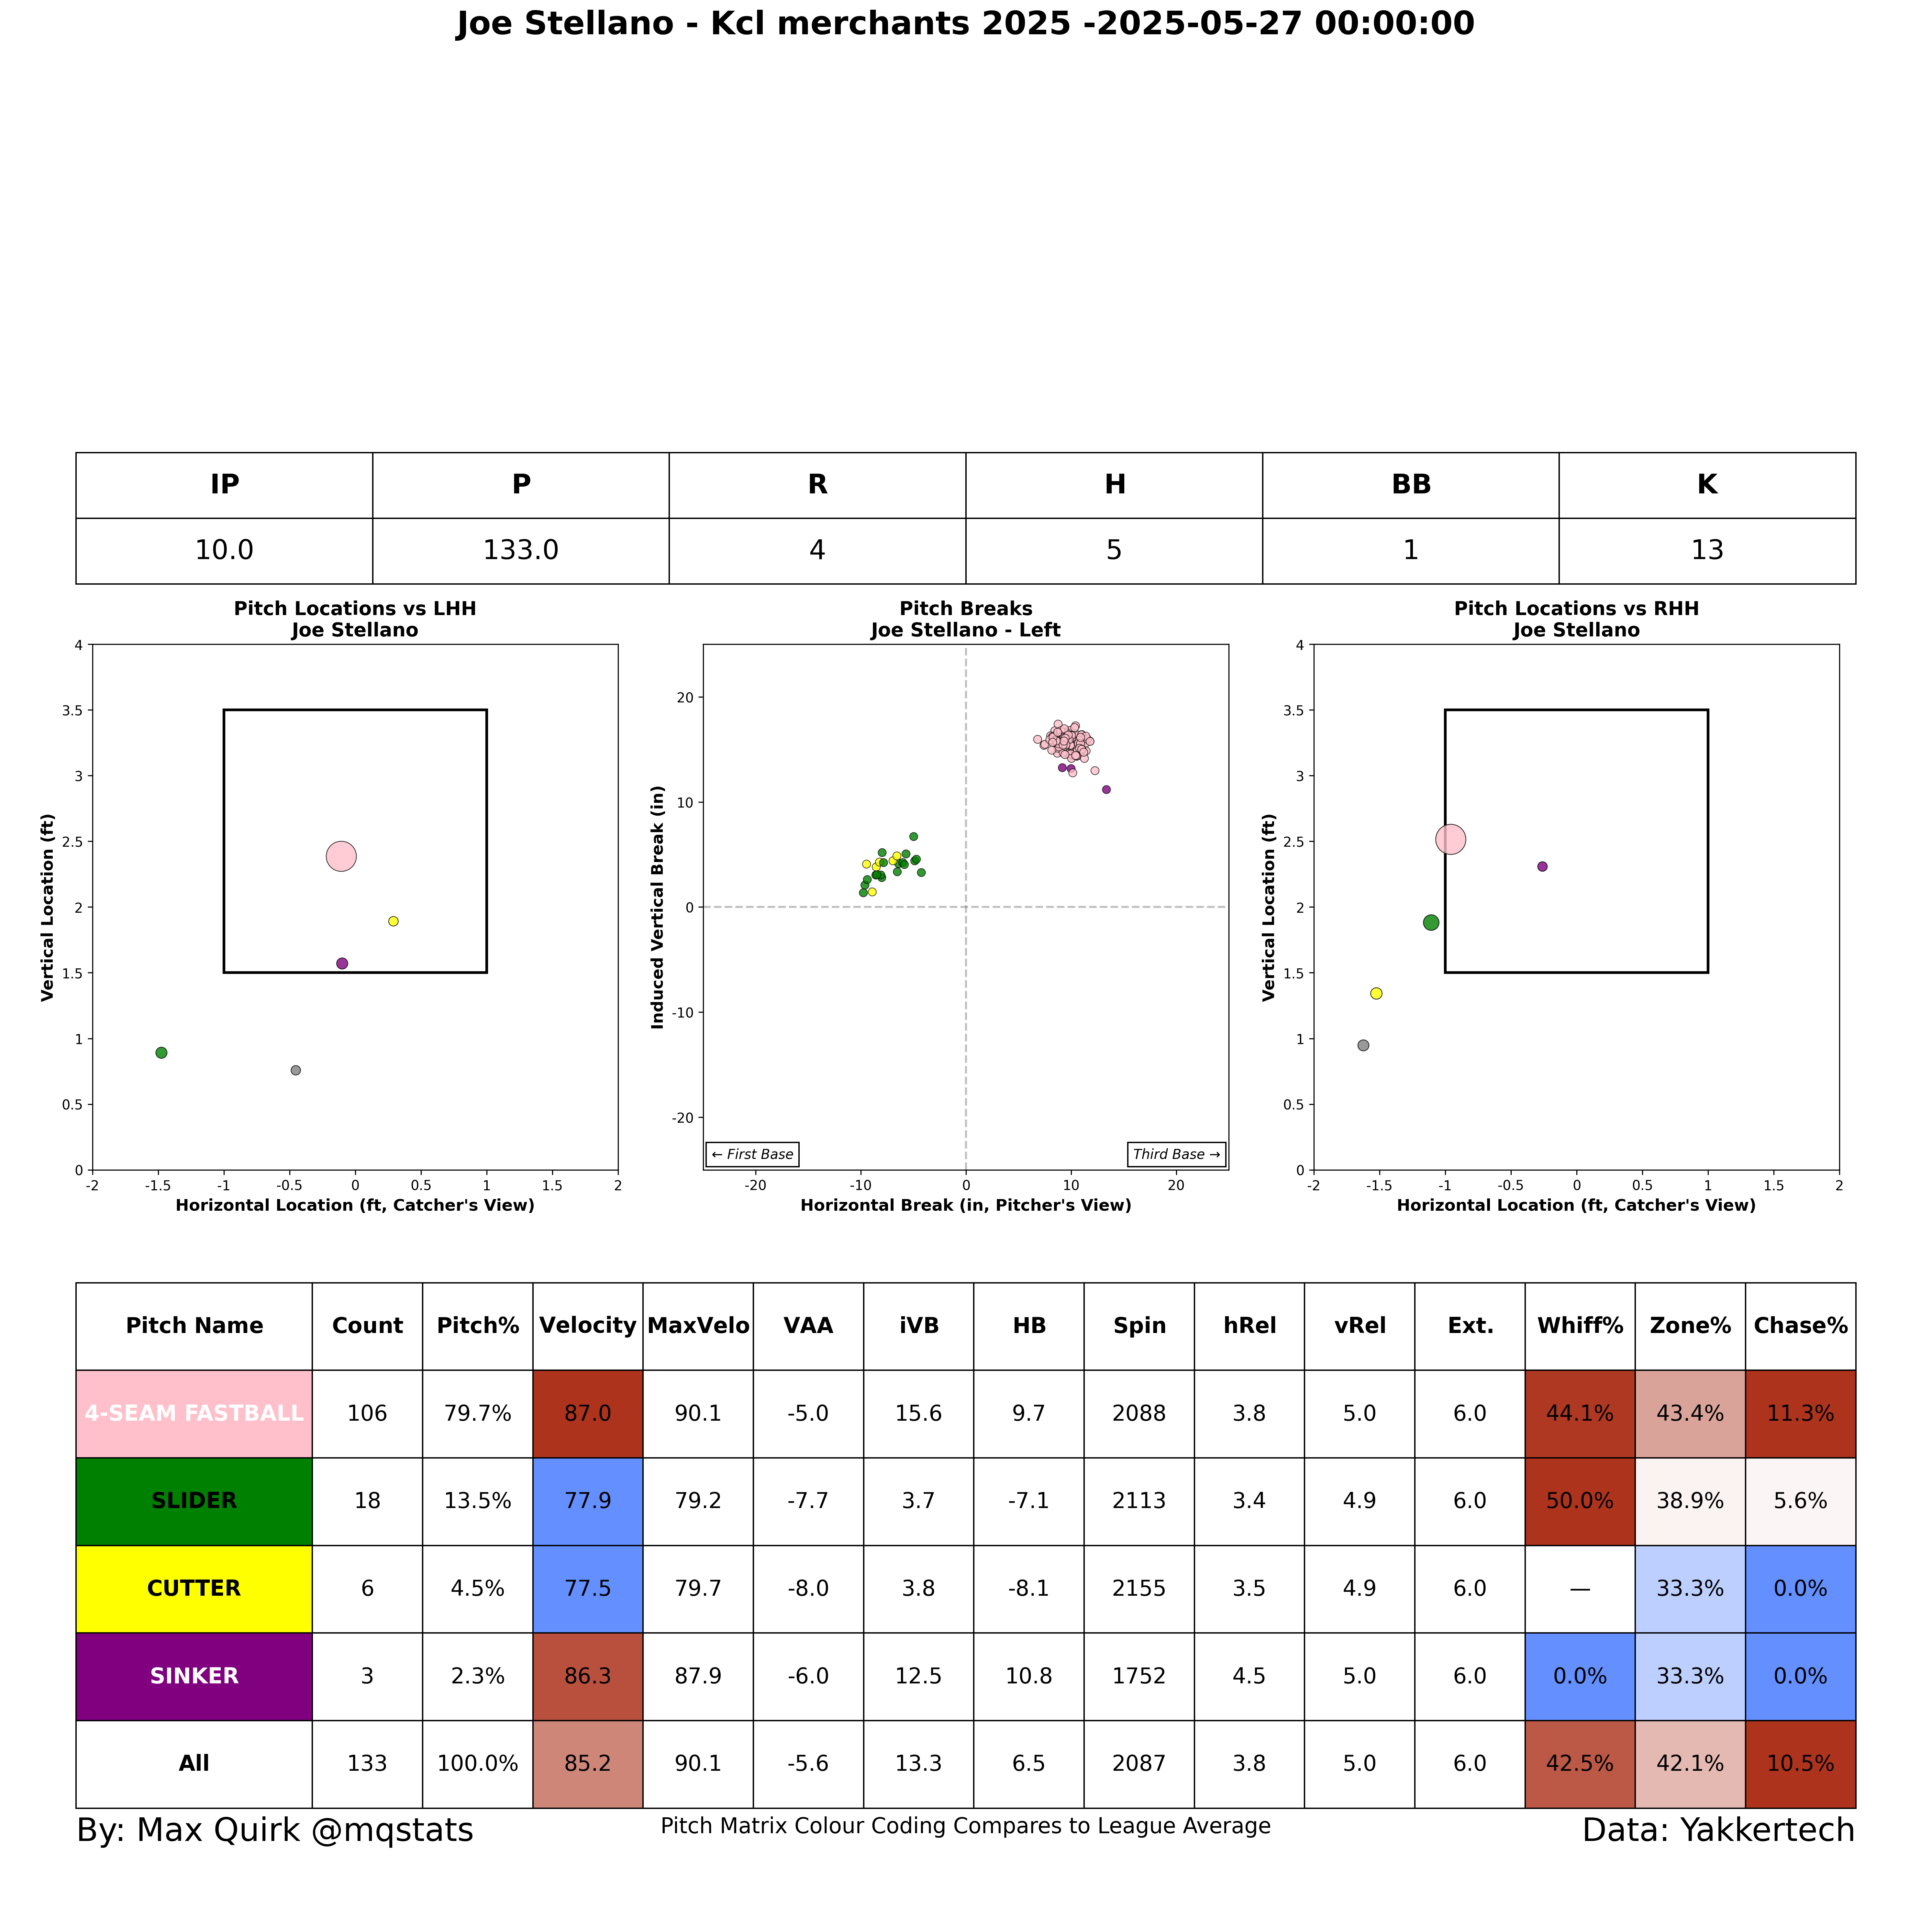 Joe Stellano - Kcl merchants 2025 -2025-05-27 00:00:00
IP P R H BB K
10.0 133.0 4 5 1 13
Pitch Locations vs LHH
Joe Stellano
4
3.5
3
2.5
2
1.5
1
0.5
0
-2 -1.5 -1 -0.5 0 0.5 1 1.5 2
Vertical Location (ft)
Horizontal Location (ft, Catcher's View)
Pitch Breaks
Joe Stellano - Left
20
10
0
-10
-20
← First Base Third Base →
-20 -10 0 10 20
Induced Vertical Break (in)
Horizontal Break (in, Pitcher's View)
Pitch Locations vs RHH
Joe Stellano
4
3.5
3
2.5
2
1.5
1
0.5
0
-2 -1.5 -1 -0.5 0 0.5 1 1.5 2
Vertical Location (ft)
Horizontal Location (ft, Catcher's View)
Pitch Name Count Pitch% Velocity MaxVelo VAA iVB HB Spin hRel vRel Ext. Whiff% Zone% Chase%
4-SEAM FASTBALL 106 79.7% 87.0 90.1 -5.0 15.6 9.7 2088 3.8 5.0 6.0 44.1% 43.4% 11.3%
SLIDER 18 13.5% 77.9 79.2 -7.7 3.7 -7.1 2113 3.4 4.9 6.0 50.0% 38.9% 5.6%
CUTTER 6 4.5% 77.5 79.7 -8.0 3.8 -8.1 2155 3.5 4.9 6.0 — 33.3% 0.0%
SINKER 3 2.3% 86.3 87.9 -6.0 12.5 10.8 1752 4.5 5.0 6.0 0.0% 33.3% 0.0%
All 133 100.0% 85.2 90.1 -5.6 13.3 6.5 2087 3.8 5.0 6.0 42.5% 42.1% 10.5%
By: Max Quirk @mqstats Pitch Matrix Colour Coding Compares to League Average Data: Yakkertech